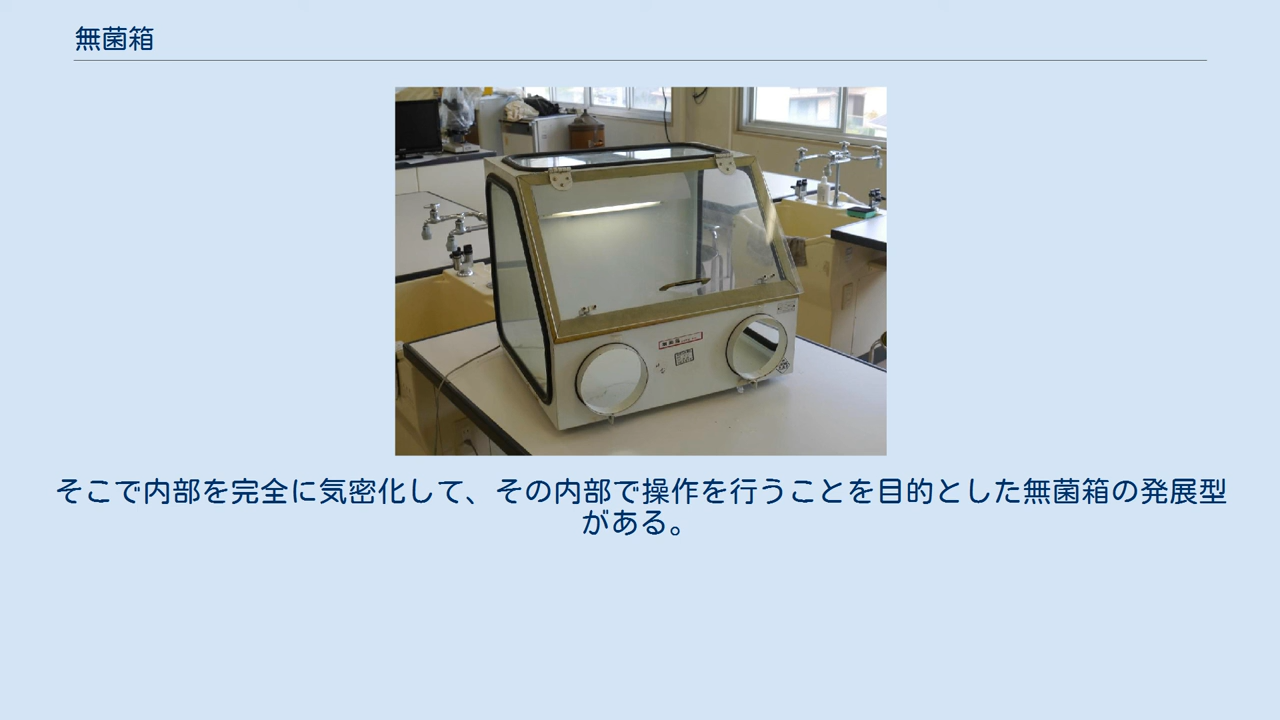 無菌箱
そこで内部を完全に気密化して、その内部で操作を行うことを目的とした無菌箱の発展型
がある。